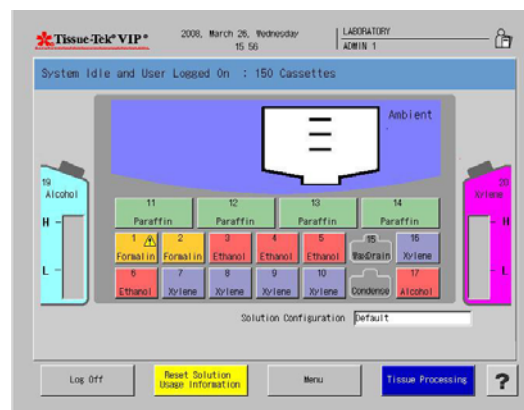 Tissue-Tek® VIP®
2008, March 26, Wednesday
15 56
LABORATORY
ADMIN 1
System Idle and User Logged On : 150 Cassettes
Ambient
19
Alcohol
H
L
20
Xylene
H
L
11
Paraffin
12
Paraffin
13
Paraffin
14
Paraffin
1
Formalin
2
Formalin
3
Ethanol
4
Ethanol
5
Ethanol
15
WaxDrain
16
Xylene
6
Ethanol
7
Xylene
8
Xylene
9
Xylene
10
Xylene
Condense
17
Alcohol
Solution Configuration Default
Log Off
Reset Solution
Usage Information
Menu
Tissue Processing
?